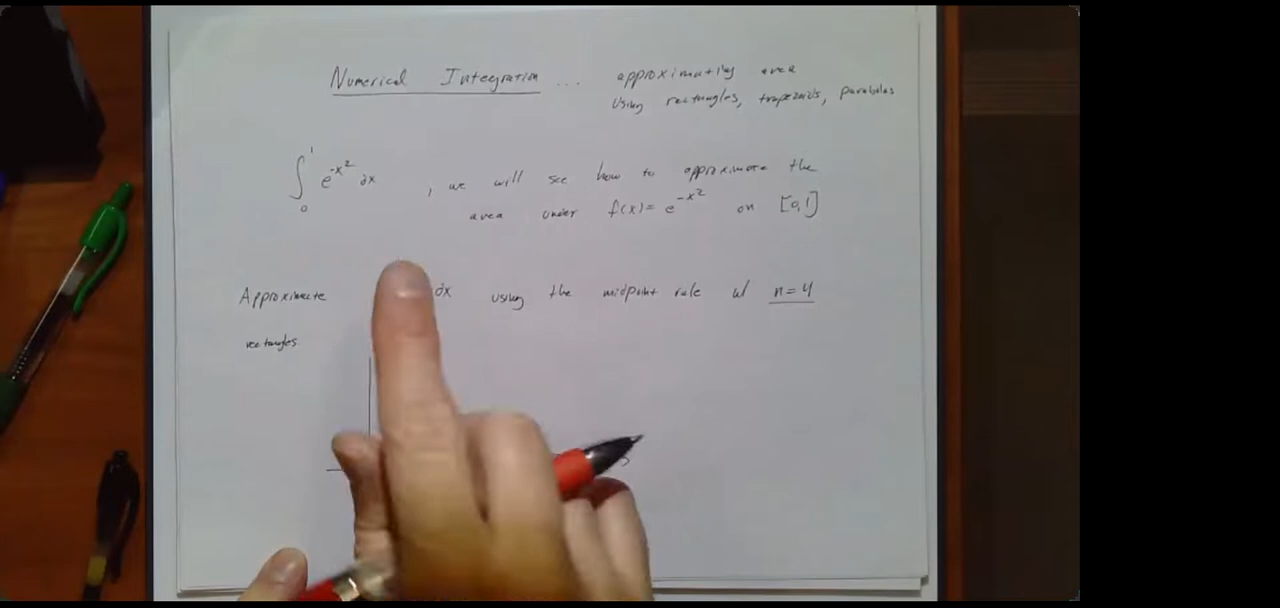 Numerical Integration ... approximating area
using rectangles, trapezoids, parabolas
∫₀¹ e^{-x²} dx , we will see how to approximate the
area under f(x) = e^{-x²} on [0,1]
Approximate dx using the midpoint rule w/ n=4
rectangles.